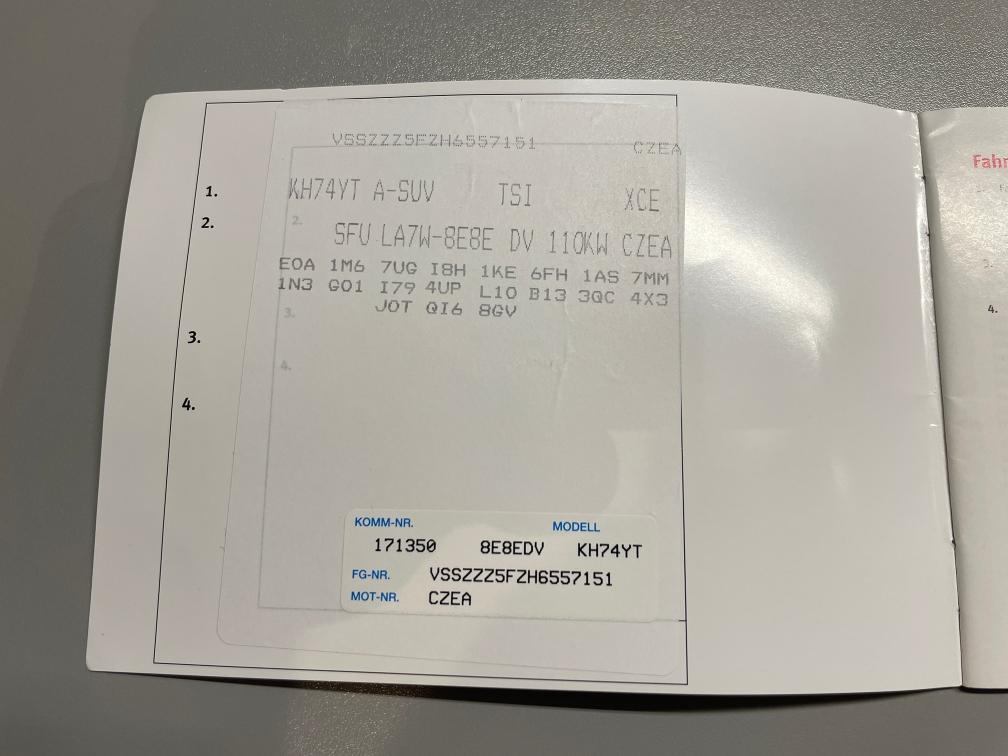 VSSZZZ5FZH6557151 CZEA
1. KH74YT A-SUV TSI XCE
2. 2. SFU LA7W-8E8E DV 110KW CZEA
E0A 1M6 7UG I8H 1KE 6FH 1AS 7MM
1N3 G01 I79 4UP L10 B13 3QC 4X3
3. J0T QI6 8GV
3.
4.
4.
KOMM-NR. MODELL
171350 8E8EDV KH74YT
FG-NR. VSSZZZ5FZH6557151
MOT-NR. CZEA
Fahr
3.
4.